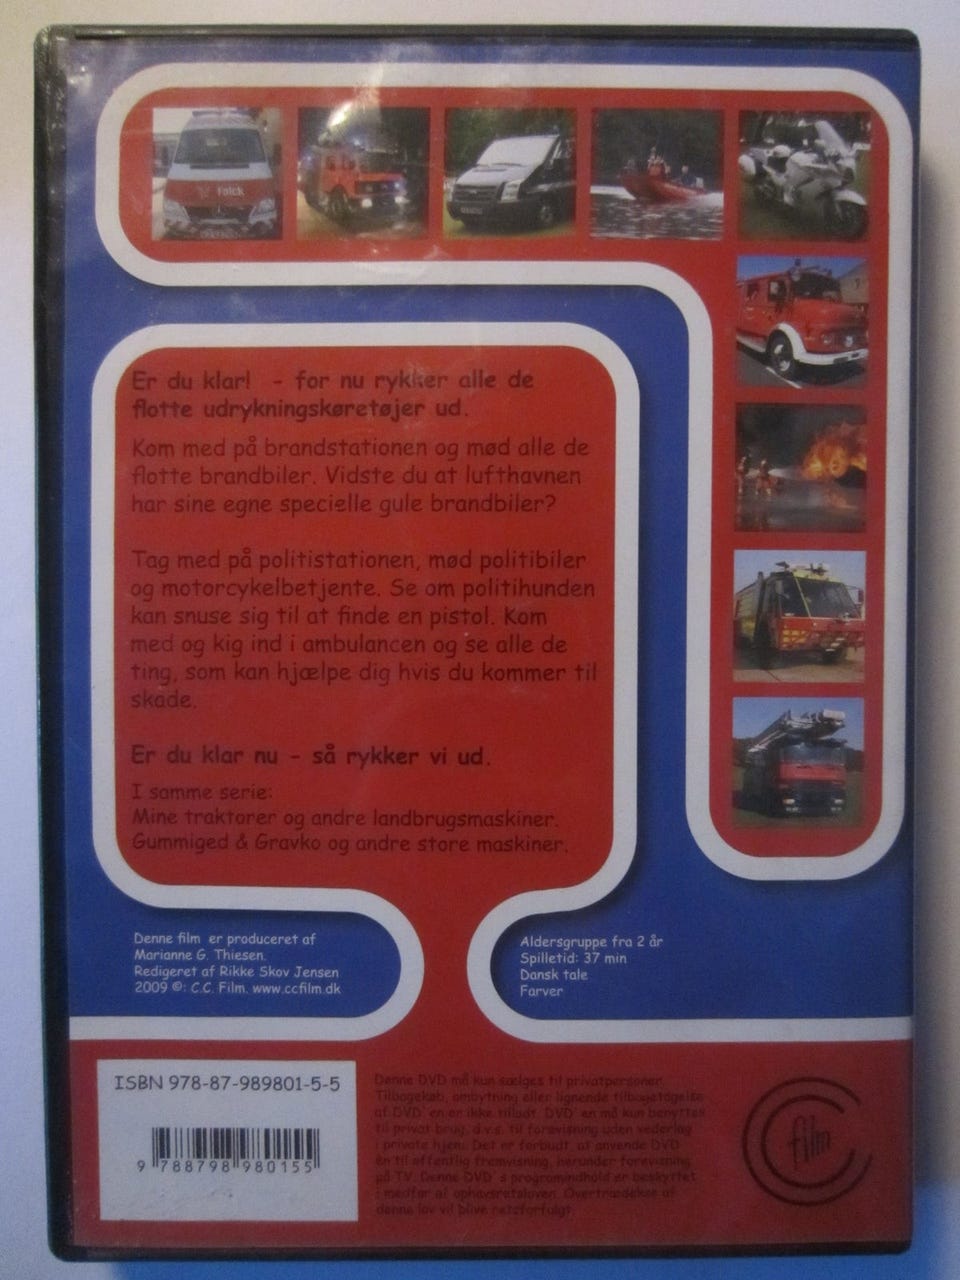 Falck
Er du klar!  - for nu rykker alle de
flotte udrykningskøretøjer ud.
Kom med på brandstationen og mød alle de
flotte brandbiler. Vidste du at lufthavnen
har sine egne specielle gule brandbiler?
Tag med på politistationen, mød politibiler
og motorcykelbetjente. Se om politihunden
kan snuse sig til at finde en pistol. Kom
med og kig ind i ambulancen og se alle de
ting, som kan hjælpe dig hvis du kommer til
skade.
Er du klar nu - så rykker vi ud.
I samme serie:
Mine traktorer og andre landbrugsmaskiner.
Gummiged & Gravko og andre store maskiner.
Denne film  er produceret af
Marianne G. Thiesen.
Redigeret af Rikke Skov Jensen
2009 ©: C.C. Film. www.ccfilm.dk
Aldersgruppe fra 2 år
Spilletid: 37 min
Dansk tale
Farver
ISBN 978-87-989801-5-5
9 788798 980155
Denne DVD må kun sælges til privatpersoner.
Tilbagekøb, ombytning eller lignende tilbagetagelse
af DVD'en er ikke tilladt. DVD'en må kun benyttes
til privat brug, d.v.s. til forevisning uden vederlag
i private hjem. Det er forbudt at anvende DVD
en til offentlig fremvisning, herunder forevisning
på TV. Denne DVD's programindhold er beskyttet
i medfør af ophavsretsloven. Overtrædelse af
denne lov vil blive retsforfulgt.
film